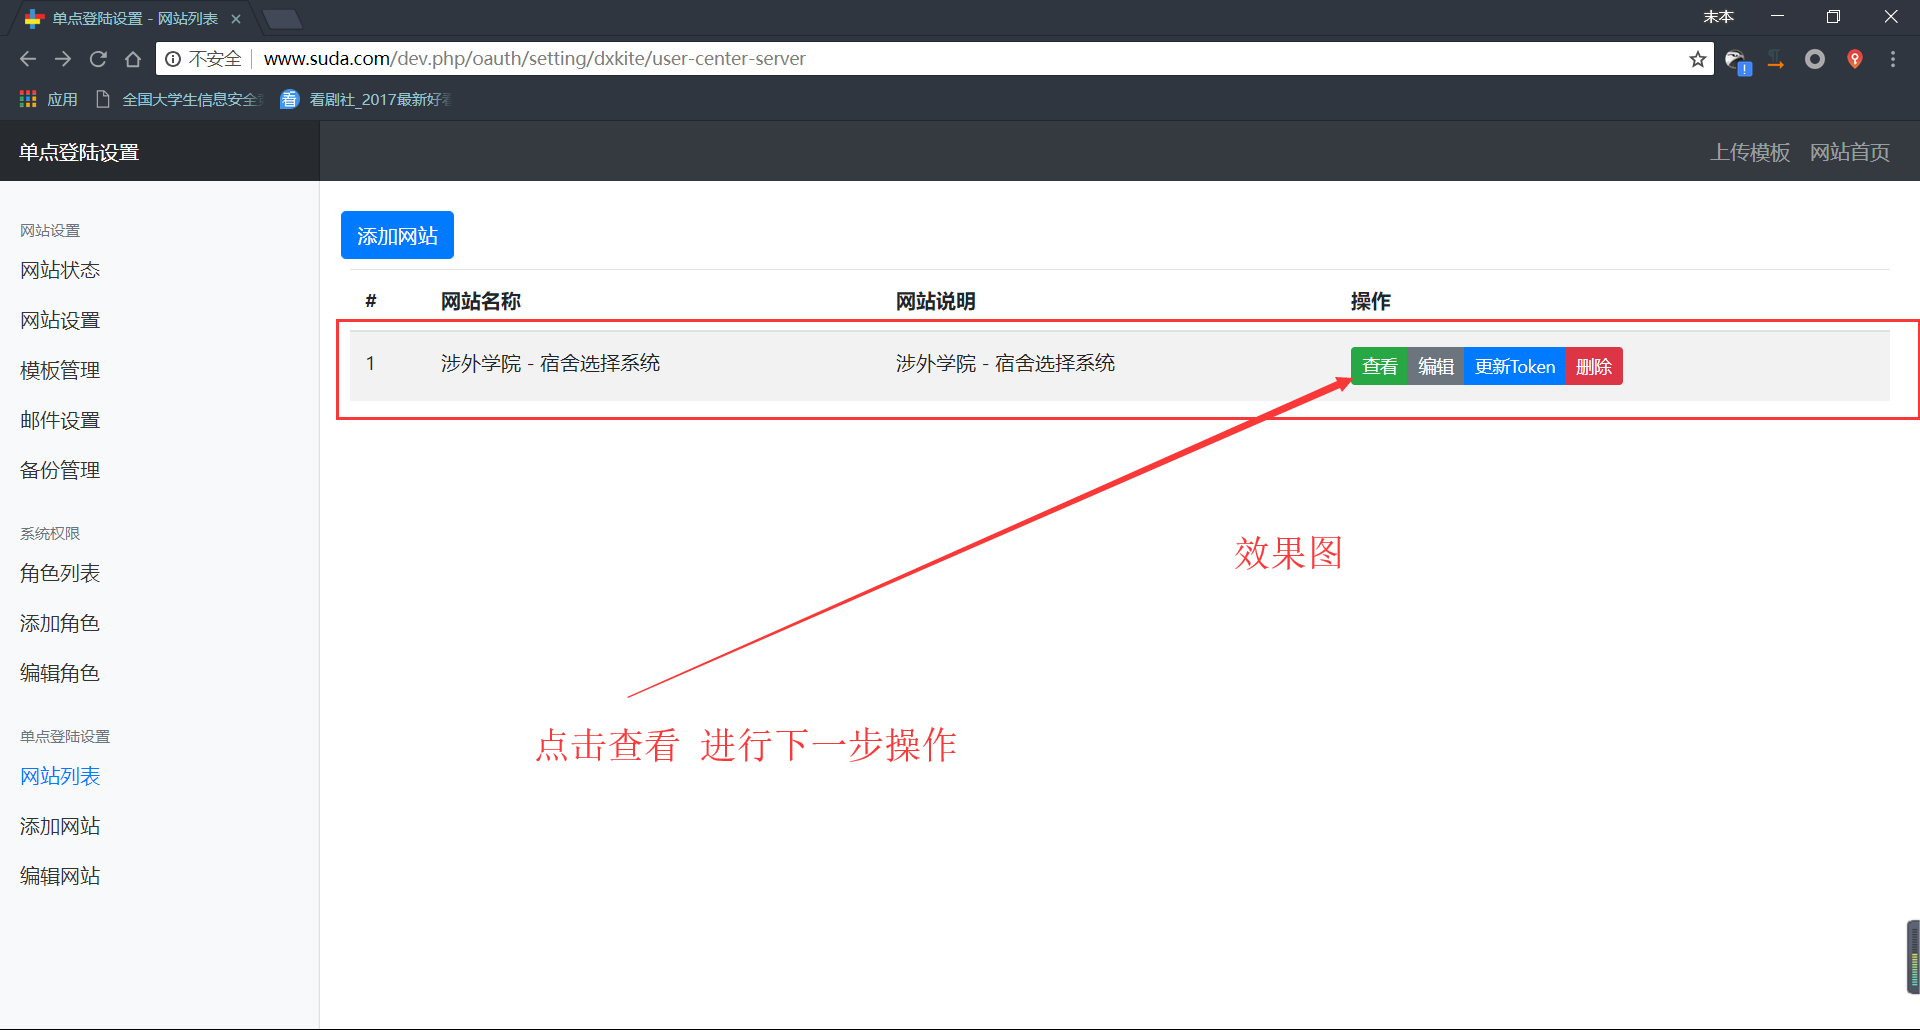 单点登陆设置 - 网站列表
末本
不安全
www.suda.com/dev.php/oauth/setting/dxkite/user-center-server
应用
全国大学生信息安全
看
看剧社_2017最新好
单点登陆设置
上传模板
网站首页
网站设置
网站状态
网站设置
模板管理
邮件设置
备份管理
系统权限
角色列表
添加角色
编辑角色
单点登陆设置
网站列表
添加网站
编辑网站
添加网站
# 网站名称 网站说明 操作
1 涉外学院 - 宿舍选择系统 涉外学院 - 宿舍选择系统 查看 编辑 更新Token 删除
效果图
点击查看 进行下一步操作